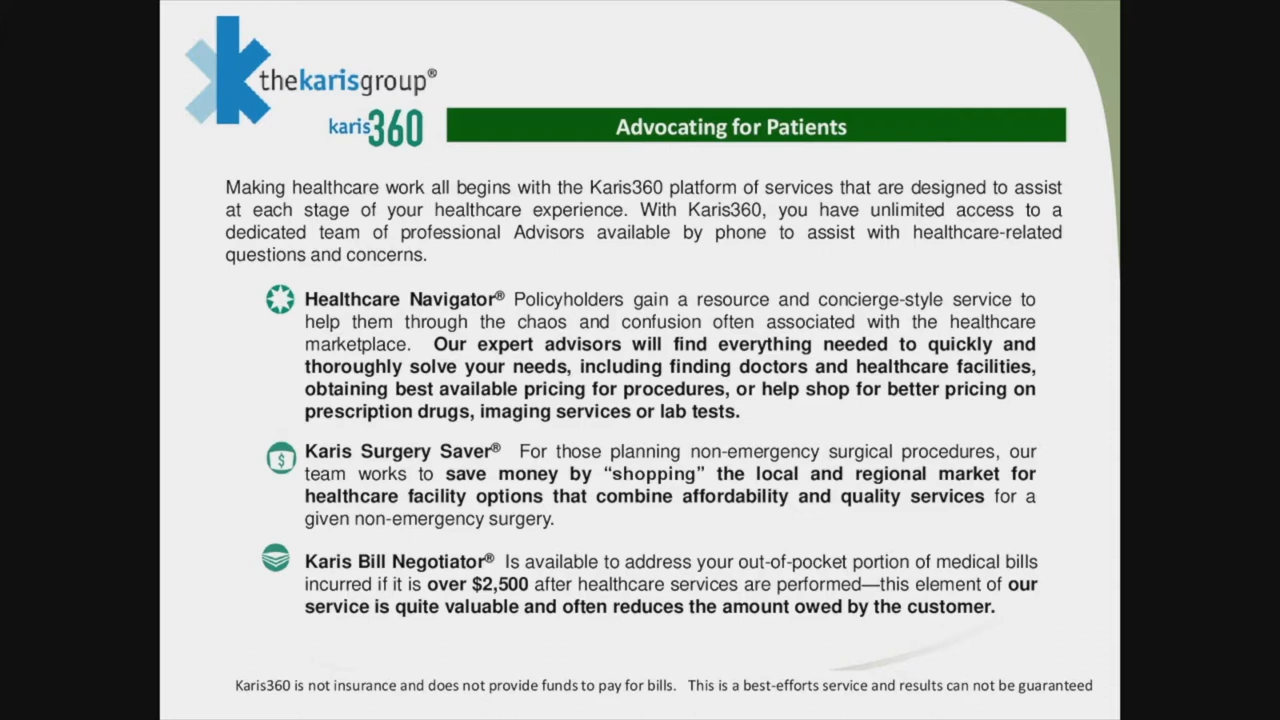 thekarisgroup®
karis360
Advocating for Patients
Making healthcare work all begins with the Karis360 platform of services that are designed to assist
at each stage of your healthcare experience. With Karis360, you have unlimited access to a
dedicated team of professional Advisors available by phone to assist with healthcare-related
questions and concerns.
Healthcare Navigator® Policyholders gain a resource and concierge-style service to
help them through the chaos and confusion often associated with the healthcare
marketplace. Our expert advisors will find everything needed to quickly and
thoroughly solve your needs, including finding doctors and healthcare facilities,
obtaining best available pricing for procedures, or help shop for better pricing on
prescription drugs, imaging services or lab tests.
Karis Surgery Saver® For those planning non-emergency surgical procedures, our
team works to save money by “shopping” the local and regional market for
healthcare facility options that combine affordability and quality services for a
given non-emergency surgery.
Karis Bill Negotiator® Is available to address your out-of-pocket portion of medical bills
incurred if it is over $2,500 after healthcare services are performed—this element of our
service is quite valuable and often reduces the amount owed by the customer.
Karis360 is not insurance and does not provide funds to pay for bills. This is a best-efforts service and results can not be guaranteed